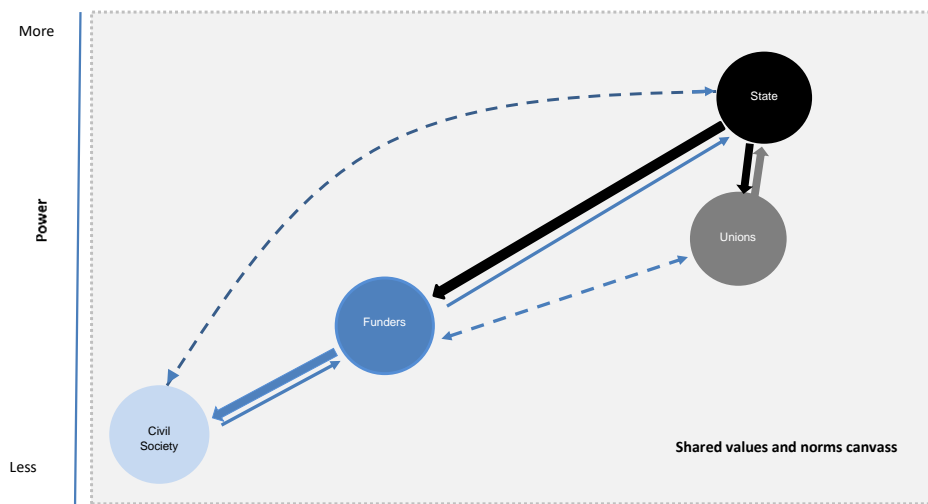 More
State
Power
Unions
Funders
Civil
Society
Shared values and norms canvass
Less